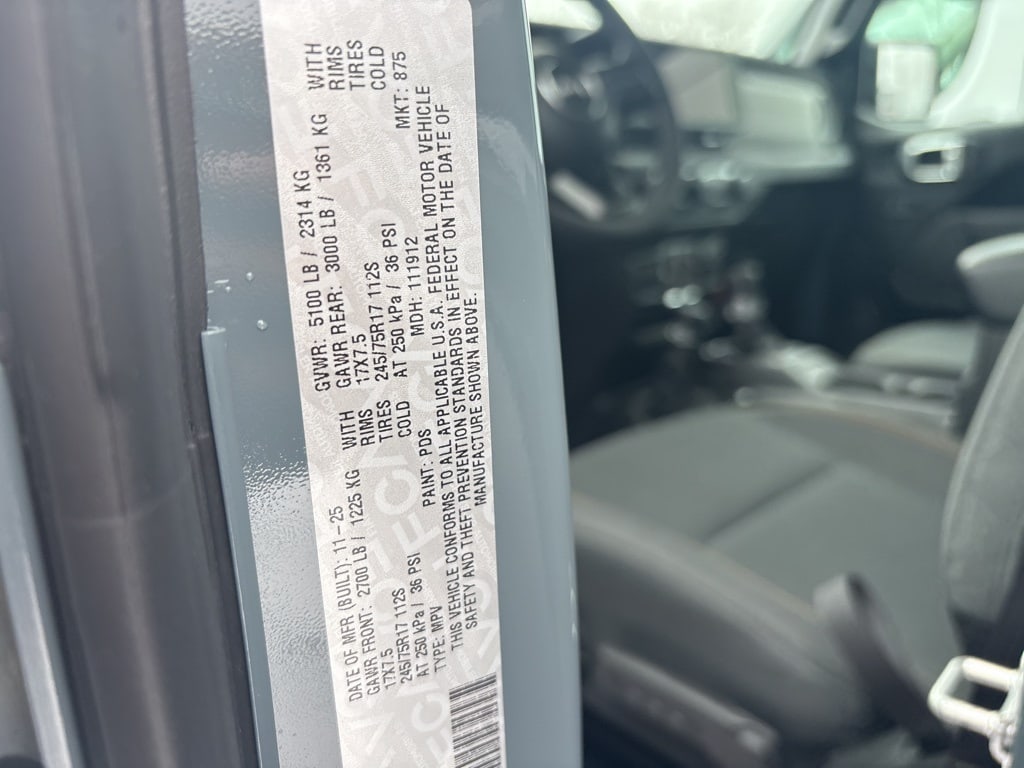 DATE OF MFR (BUILT): 11-25 GVWR: 5100 LB / 2314 KG
GAWR FRONT: 2700 LB / 1225 KG WITH GAWR REAR: 3000 LB / 1361 KG WITH
17X7.5 RIMS 17X7.5 RIMS
245/75R17 112S TIRES 245/75R17 112S TIRES
AT 250 kPa / 36 PSI COLD AT 250 kPa / 36 PSI COLD
TYPE: MPV PAINT: PDS MDH: 111912 MKT: 875
THIS VEHICLE CONFORMS TO ALL APPLICABLE U.S.A. FEDERAL MOTOR VEHICLE
SAFETY AND THEFT PREVENTION STANDARDS IN EFFECT ON THE DATE OF
MANUFACTURE SHOWN ABOVE.